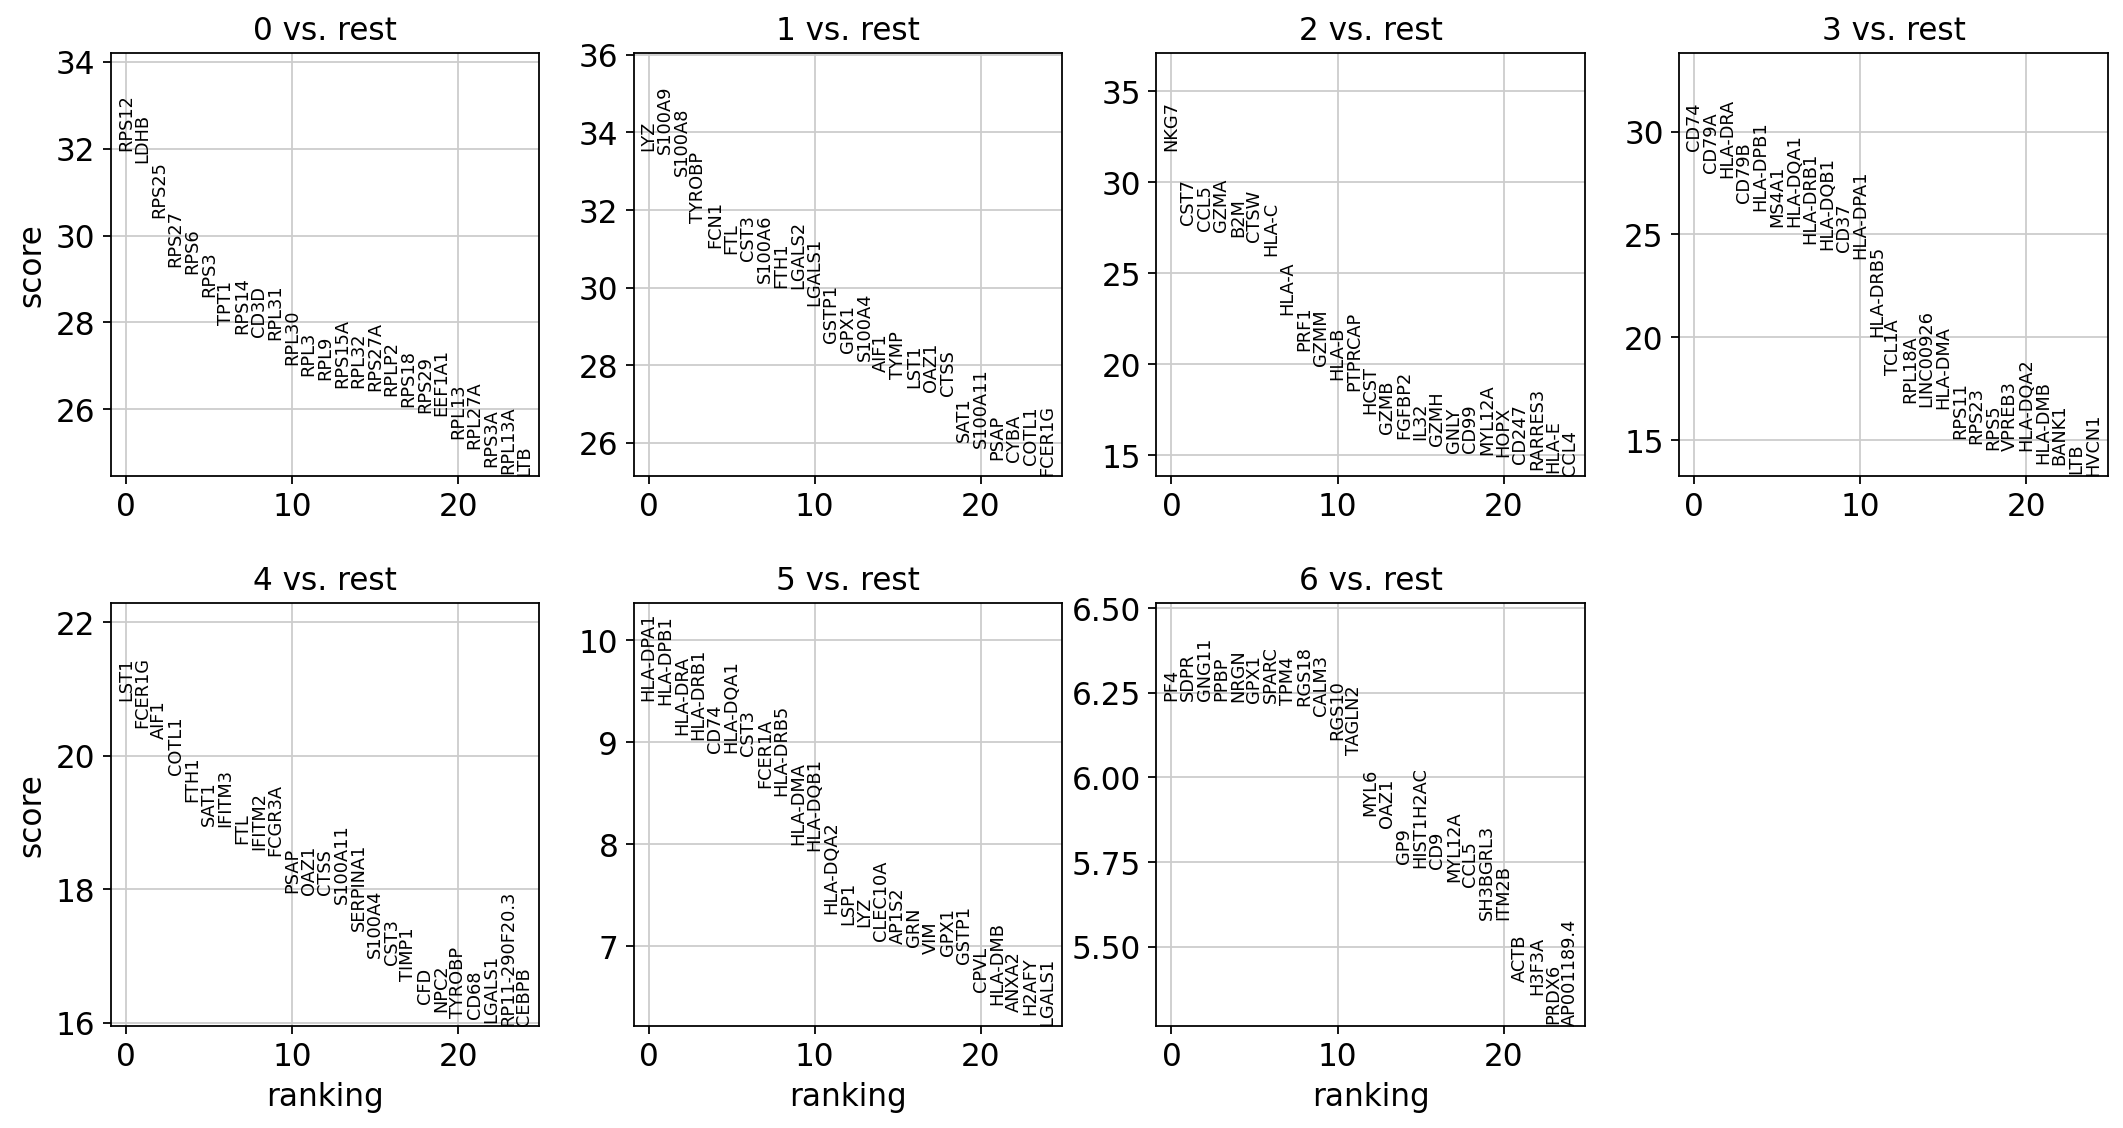 0 vs. rest
1 vs. rest
2 vs. rest
3 vs. rest
score
34
32
30
28
26
RPS12
LDHB
RPS25
RPS27
RPS6
RPS3
TPT1
RPS14
CD3D
RPL31
RPL30
RPL3
RPL9
RPS15A
RPL32
RPS27A
RPLP2
RPS18
RPS29
EEF1A1
RPL13
RPL27A
RPS3A
RPL13A
LTB
0
10
20
36
34
32
30
28
26
LYZ
S100A9
S100A8
TYROBP
FCN1
FTL
CST3
S100A6
FTH1
LGALS2
LGALS1
GSTP1
GPX1
S100A4
AIF1
TYMP
LST1
OAZ1
CTSS
SAT1
S100A11
PSAP
CYBA
COTL1
FCER1G
0
10
20
35
30
25
20
15
NKG7
CST7
CCL5
GZMA
B2M
CTSW
HLA-C
HLA-A
PRF1
GZMM
HLA-B
PTPRCAP
HCST
GZMB
FGFBP2
IL32
GZMH
GNLY
CD99
MYL12A
HOPX
CD247
RARRES3
HLA-E
CCL4
0
10
20
30
25
20
15
CD74
CD79A
HLA-DRA
CD79B
HLA-DPB1
MS4A1
HLA-DQA1
HLA-DRB1
HLA-DQB1
CD37
HLA-DPA1
HLA-DRB5
TCL1A
RPL18A
LINC00926
HLA-DMA
RPS11
RPS23
RPS5
VPREB3
HLA-DQA2
HLA-DMB
BANK1
LTB
HVCN1
0
10
20
4 vs. rest
5 vs. rest
6 vs. rest
score
22
20
18
16
LST1
FCER1G
AIF1
COTL1
FTH1
SAT1
IFITM3
FTL
IFITM2
FCGR3A
PSAP
OAZ1
CTSS
S100A11
SERPINA1
S100A4
CST3
TIMP1
CFD
NPC2
TYROBP
CD68
LGALS1
RP11-290F20.3
CEBPB
0
10
20
ranking
10
9
8
7
HLA-DPA1
HLA-DPB1
HLA-DRA
HLA-DRB1
CD74
HLA-DQA1
CST3
FCER1A
HLA-DRB5
HLA-DMA
HLA-DQB1
HLA-DQA2
LSP1
LYZ
CLEC10A
AP1S2
GRN
VIM
GPX1
GSTP1
CPVL
HLA-DMB
ANXA2
H2AFY
LGALS1
0
10
20
ranking
6.50
6.25
6.00
5.75
5.50
PF4
SDPR
GNG11
PPBP
NRGN
GPX1
SPARC
TPM4
RGS18
CALM3
RGS10
TAGLN2
MYL6
OAZ1
GP9
HIST1H2AC
CD9
MYL12A
CCL5
SH3BGRL3
ITM2B
ACTB
H3F3A
PRDX6
AP001189.4
0
10
20
ranking